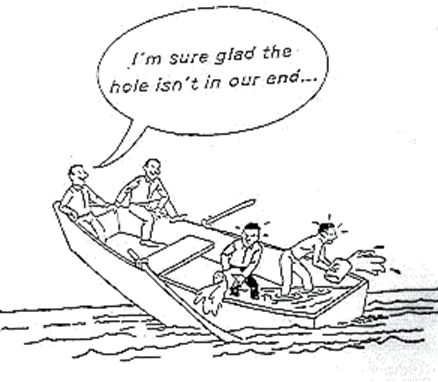 I'm sure glad the
hole isn't in our end...